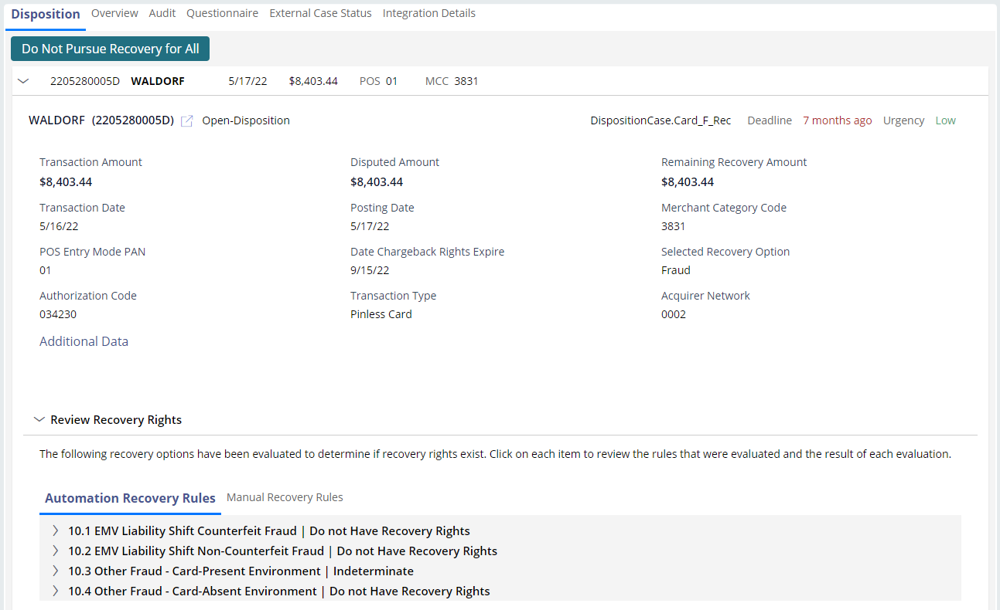 Disposition Overview Audit Questionnaire External Case Status Integration Details
Do Not Pursue Recovery for All
2205280005D WALDORF 5/17/22 $8,403.44 POS 01 MCC 3831
WALDORF (2205280005D) Open-Disposition DispositionCase.Card_F_Rec Deadline 7 months ago Urgency Low
Transaction Amount Disputed Amount Remaining Recovery Amount
$8,403.44 $8,403.44 $8,403.44
Transaction Date Posting Date Merchant Category Code
5/16/22 5/17/22 3831
POS Entry Mode PAN Date Chargeback Rights Expire Selected Recovery Option
01 9/15/22 Fraud
Authorization Code Transaction Type Acquirer Network
034230 Pinless Card 0002
Additional Data
Review Recovery Rights
The following recovery options have been evaluated to determine if recovery rights exist. Click on each item to review the rules that were evaluated and the result of each evaluation.
Automation Recovery Rules Manual Recovery Rules
10.1 EMV Liability Shift Counterfeit Fraud | Do not Have Recovery Rights
10.2 EMV Liability Shift Non-Counterfeit Fraud | Do not Have Recovery Rights
10.3 Other Fraud - Card-Present Environment | Indeterminate
10.4 Other Fraud - Card-Absent Environment | Do not Have Recovery Rights